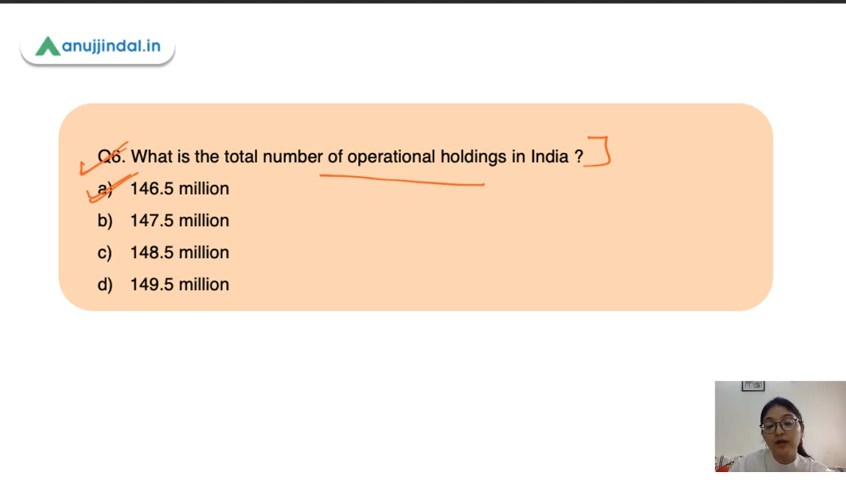 anujjindal.in
Q6. What is the total number of operational holdings in India ?
a) 146.5 million
b) 147.5 million
c) 148.5 million
d) 149.5 million